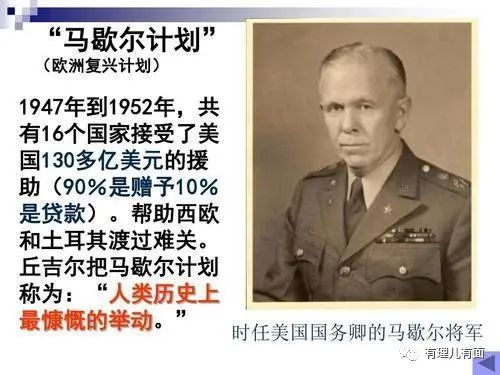 “马歇尔计划”
（欧洲复兴计划）
1947年到1952年，共
有16个国家接受了美
国130多亿美元的援
助（90%是赠予10%
是贷款）。帮助西欧
和土耳其渡过难关。
丘吉尔把马歇尔计划
称为：“人类历史上
最慷慨的举动。”
时任美国国务卿的马歇尔将军
有理儿有面